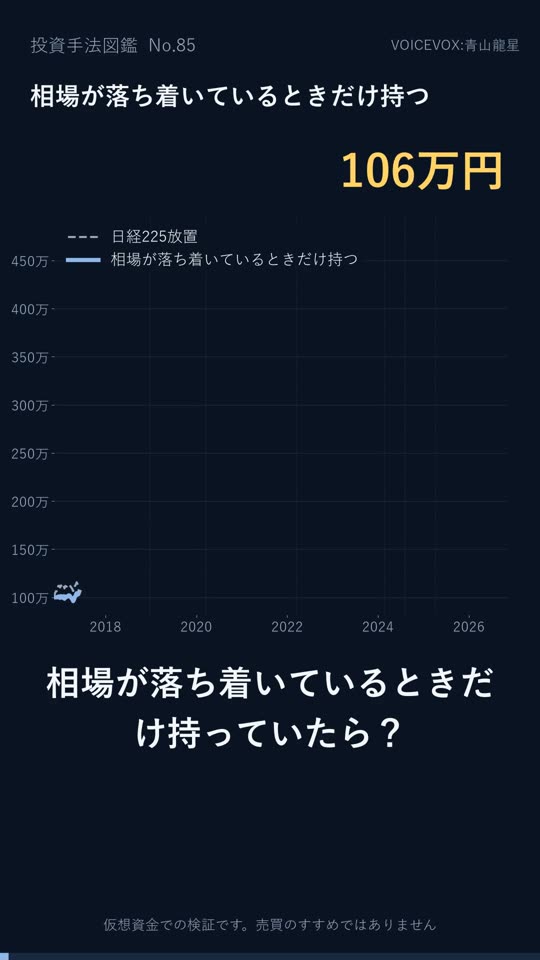 投資手法図鑑 No.85
VOICEVOX:青山龍星
相場が落ち着いているときだけ持つ
106万円
日経225放置
相場が落ち着いているときだけ持つ
450万
400万
350万
300万
250万
200万
150万
100万
2018 2020 2022 2024 2026
相場が落ち着いているときだ
け持っていたら？
仮想資金での検証です。売買のすすめではありません